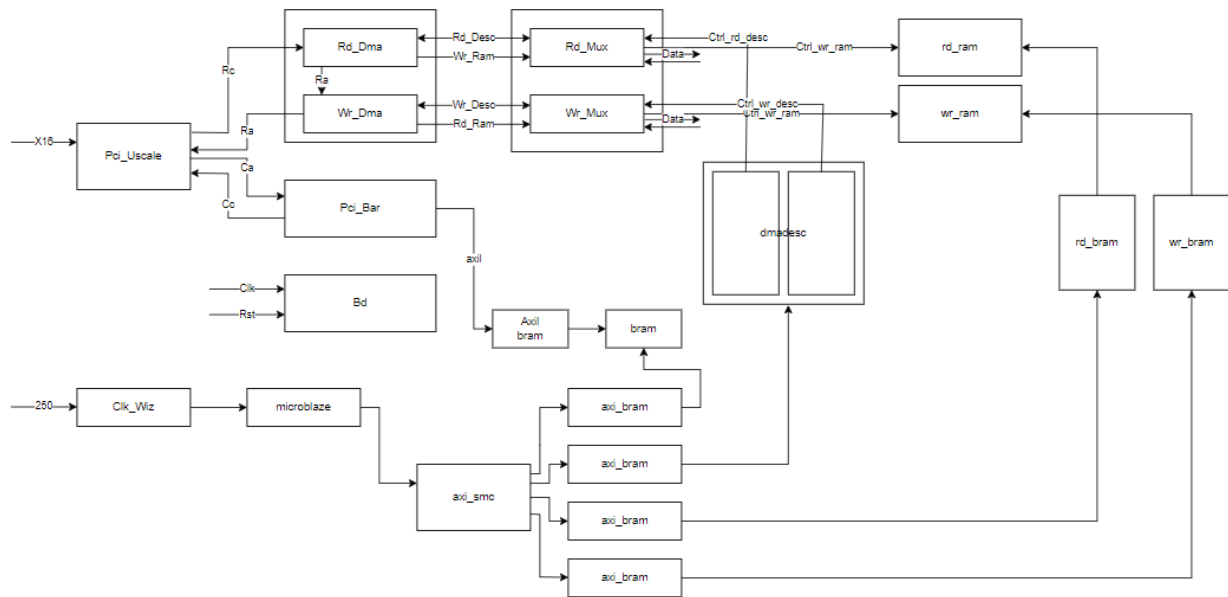 Rd_Dma
Rd_Desc
Wr_Ram
Rd_Mux
Ctrl_rd_desc
Data
Ctrl_wr_ram
rd_ram
Rc
Ra
Wr_Dma
Wr_Desc
Rd_Ram
Wr_Mux
Ctrl_wr_desc
Data
Ctrl_wr_ram
wr_ram
X16
Pci_Uscale
Ra
Ca
Cc
Pci_Bar
axil
dmadesc
rd_bram
wr_bram
Clk
Rst
Bd
Axil
bram
bram
250
Clk_Wiz
microblaze
axi_bram
axi_smc
axi_bram
axi_bram
axi_bram